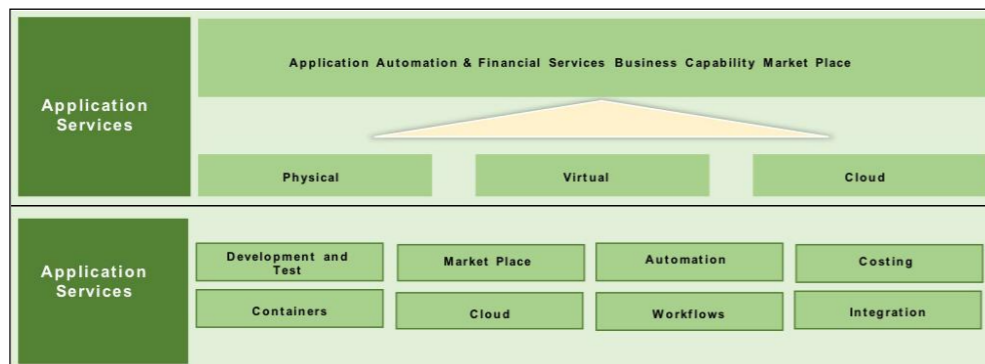 Application Automation & Financial Services Business Capability Market Place
Application
Services
Physical
Virtual
Cloud
Application
Services
Development and
Test
Market Place
Automation
Costing
Containers
Cloud
Workflows
Integration